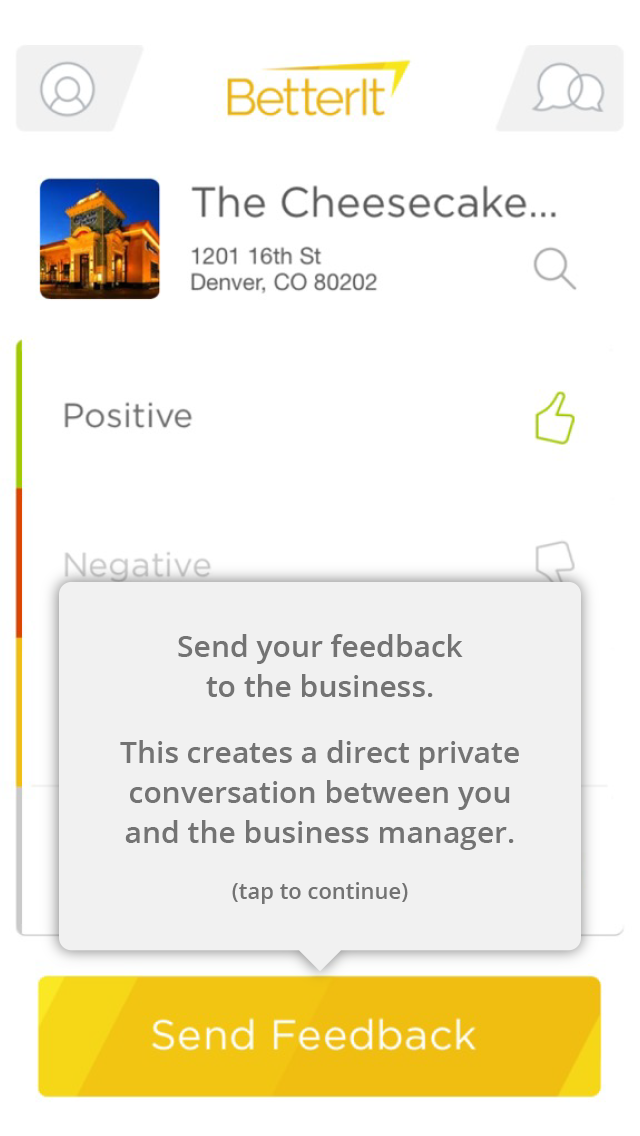 BetterIt
The Cheesecake...
1201 16th St
Denver, CO 80202
Positive
Negative
Send your feedback
to the business.
This creates a direct private
conversation between you
and the business manager.
(tap to continue)
Send Feedback